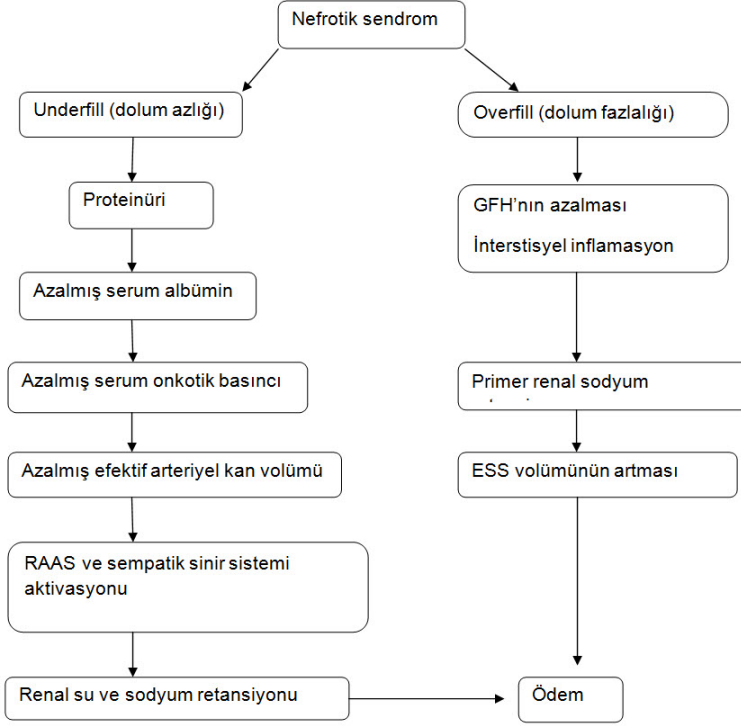 Nefrotik sendrom
Underfill (dolum azlığı)
Proteinüri
Azalmış serum albümin
Azalmış serum onkotik basıncı
Azalmış efektif arteriyel kan volümü
RAAS ve sempatik sinir sistemi
aktivasyonu
Renal su ve sodyum retansiyonu
Overfill (dolum fazlalığı)
GFH’nın azalması
İnterstisyel inflamasyon
Primer renal sodyum
ESS volümünün artması
Ödem